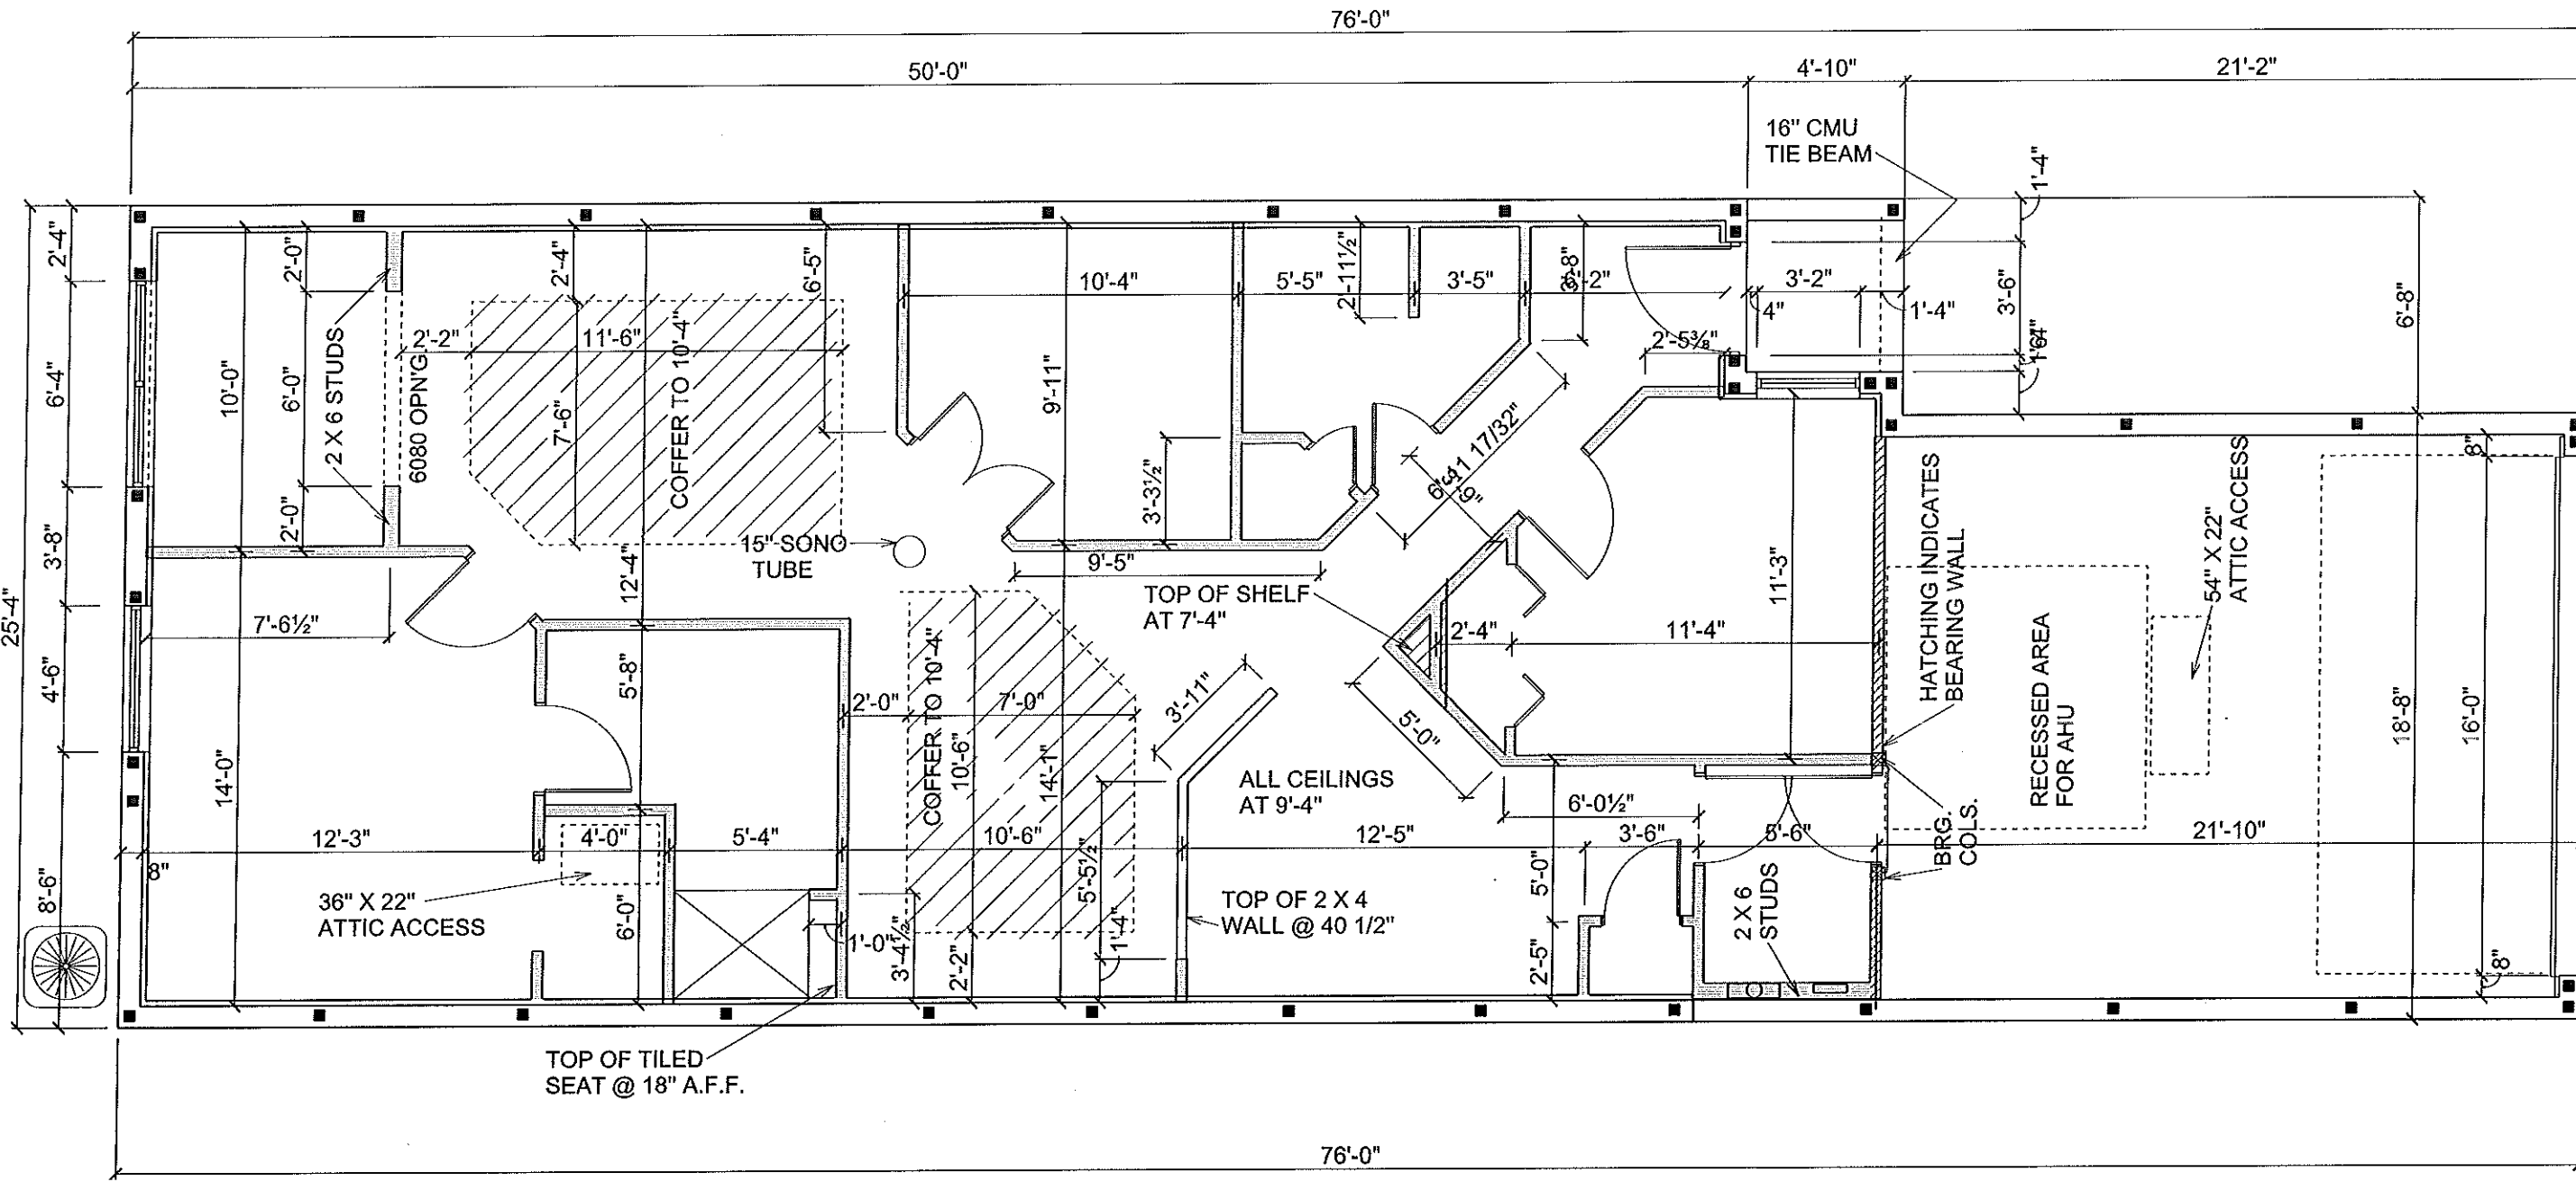 76'-0"
50'-0"
4'-10"
21'-2"
16" CMU
TIE BEAM
1'-4"
2'-4"
2'-0"
2'-4"
6'-5"
10'-4"
5'-5"
2'-11½"
3'-5"
3'-2"
4"
1'-4"
3'-6"
6'-8"
10'-0"
6'-0"
2 X 6 STUDS
6080 OPN'G.
2'-2"
11'-6"
7'-6"
COFFER TO 10'-4"
9'-11"
2'-5⅜"
6'-4"
2'-0"
3'-8"
25'-4"
12'-4"
15" SONO
TUBE
3'-3½"
9'-5"
TOP OF SHELF
AT 7'-4"
11'-3"
HATCHING INDICATES
BEARING WALL
8"
54" X 22"
ATTIC ACCESS
7'-6½"
4'-6"
5'-8"
2'-4"
11'-4"
2'-0"
7'-0"
COFFER TO 10'-4"
10'-6"
14'-1"
3'-11"
5'-0"
RECESSED AREA
FOR AHU
18'-8"
16'-0"
14'-0"
ALL CEILINGS
AT 9'-4"
6'-0½"
12'-3"
4'-0"
5'-4"
10'-6"
5'-5½"
12'-5"
3'-6"
5'-6"
BRG.
COLS.
21'-10"
8"
8'-6"
36" X 22"
ATTIC ACCESS
6'-0"
1'-0"
3'-4½"
2'-2"
1'-4"
TOP OF 2 X 4
WALL @ 40 1/2"
5'-0"
2'-5"
2 X 6
STUDS
8"
TOP OF TILED
SEAT @ 18" A.F.F.
76'-0"